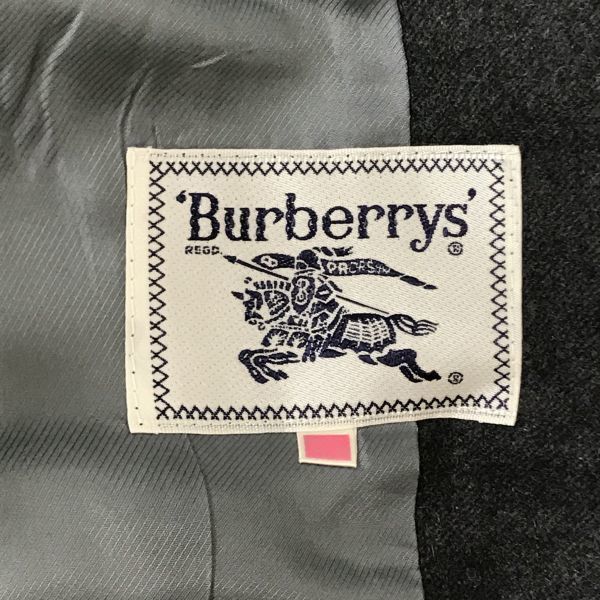 'Burberrys'
REGD. ®
PRORSUM
®